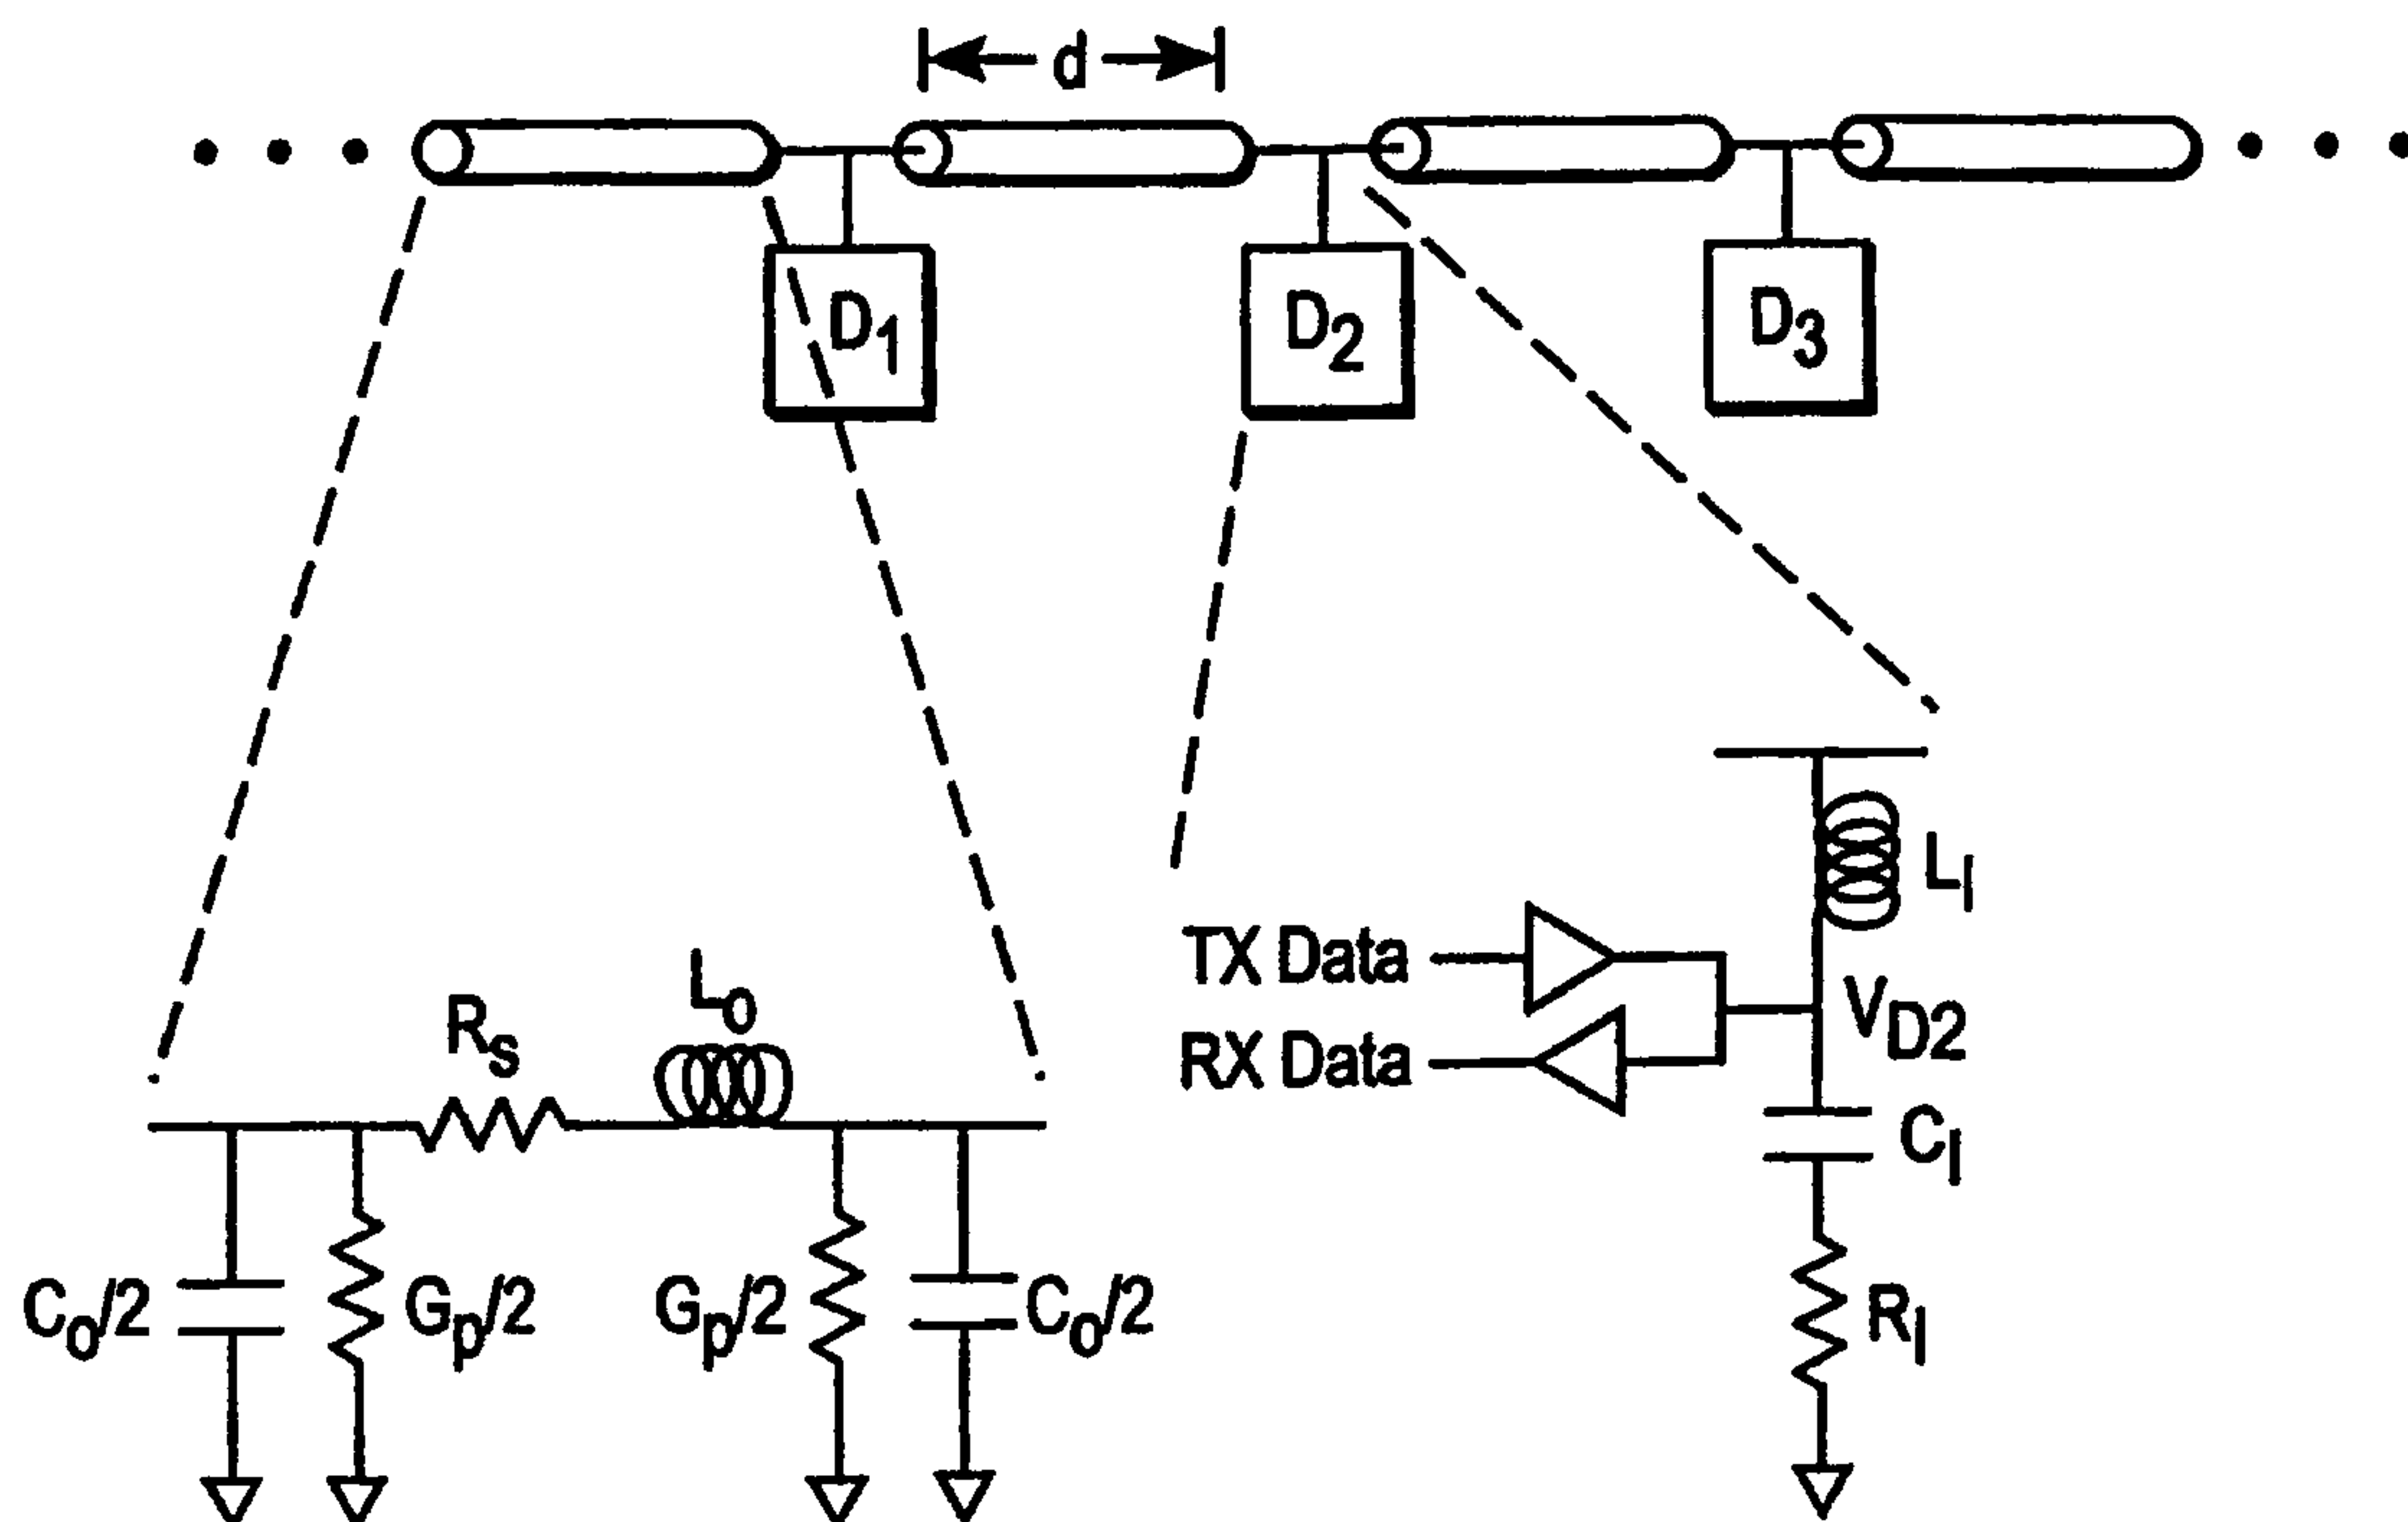 d
D1
D2
D3
TX Data
RX Data
Ll
VD2
Cl
Rl
Rs
Lo
Co/2
Gp/2
Gp/2
Co/2